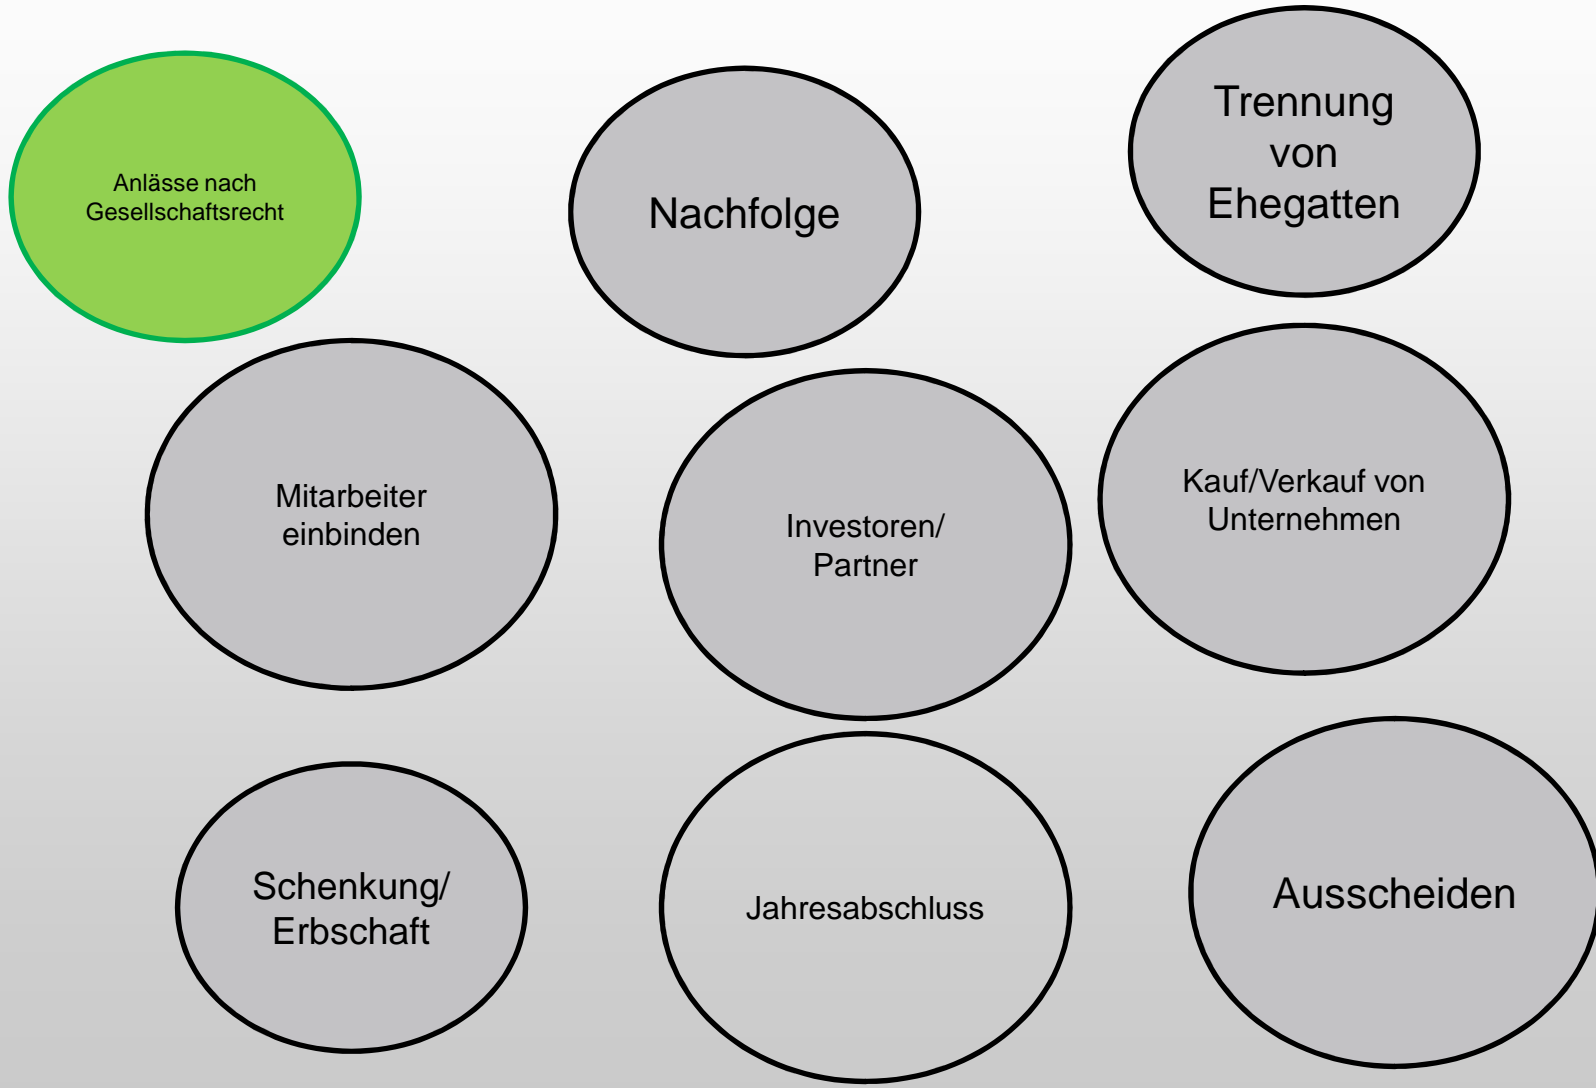 Anlässe nach
Gesellschaftsrecht
Nachfolge
Trennung
von
Ehegatten
Mitarbeiter
einbinden
Investoren/
Partner
Kauf/Verkauf von
Unternehmen
Schenkung/
Erbschaft
Jahresabschluss
Ausscheiden